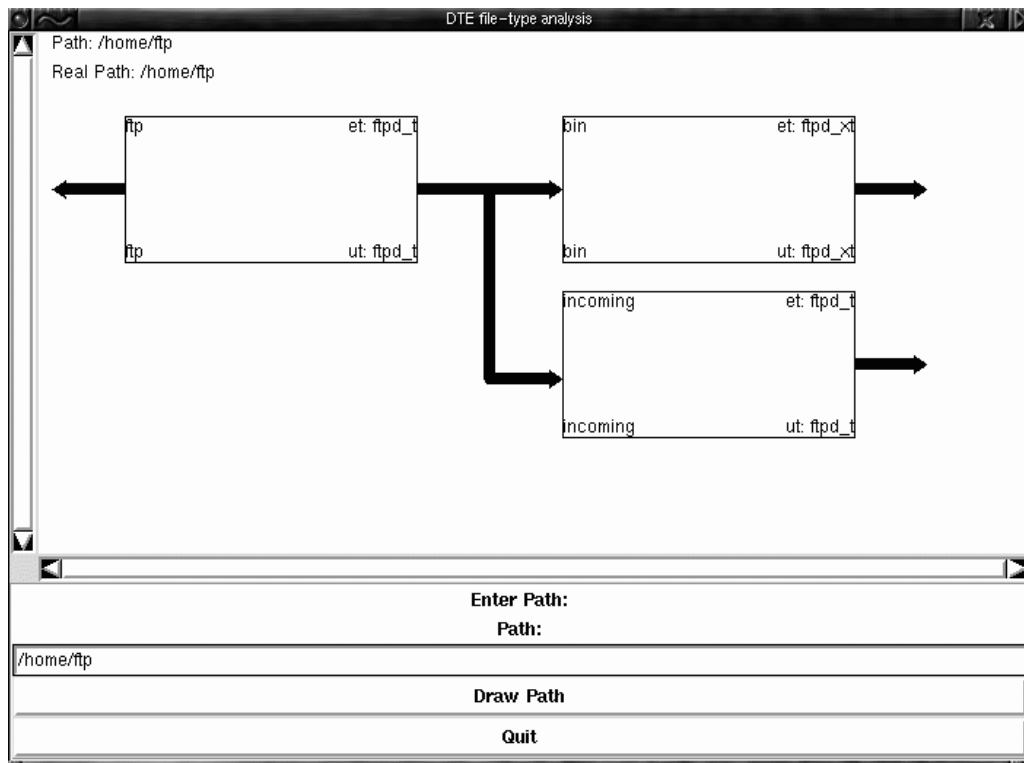 DTE file-type analysis
Path: /home/ftp
Real Path: /home/ftp
ftp et: ftpd_t
ftp ut: ftpd_t
bin et: ftpd_xt
bin ut: ftpd_xt
incoming et: ftpd_t
incoming ut: ftpd_t
Enter Path:
Path:
/home/ftp
Draw Path
Quit